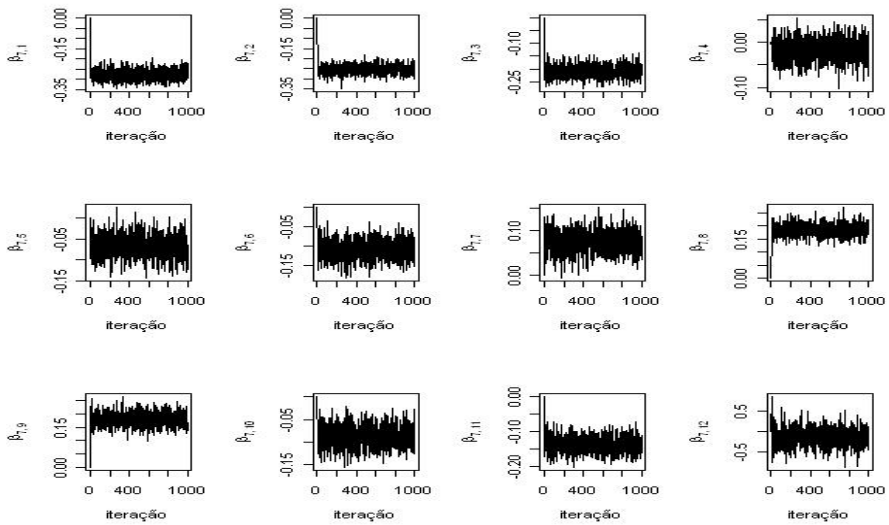 β7,1
0.00
-0.15
-0.35
0 400 1000
iteração
β7,2
0.00
-0.15
-0.35
0 400 1000
iteração
β7,3
-0.10
-0.25
0 400 1000
iteração
β7,4
0.00
-0.10
0 400 1000
iteração
β7,5
-0.05
-0.15
0 400 1000
iteração
β7,6
-0.05
-0.15
0 400 1000
iteração
β7,7
0.10
0.00
0 400 1000
iteração
β7,8
0.15
0.00
0 400 1000
iteração
β7,9
0.15
0.00
0 400 1000
iteração
β7,10
-0.05
-0.15
0 400 1000
iteração
β7,11
0.00
-0.10
-0.20
0 400 1000
iteração
β7,12
0.5
-0.5
0 400 1000
iteração